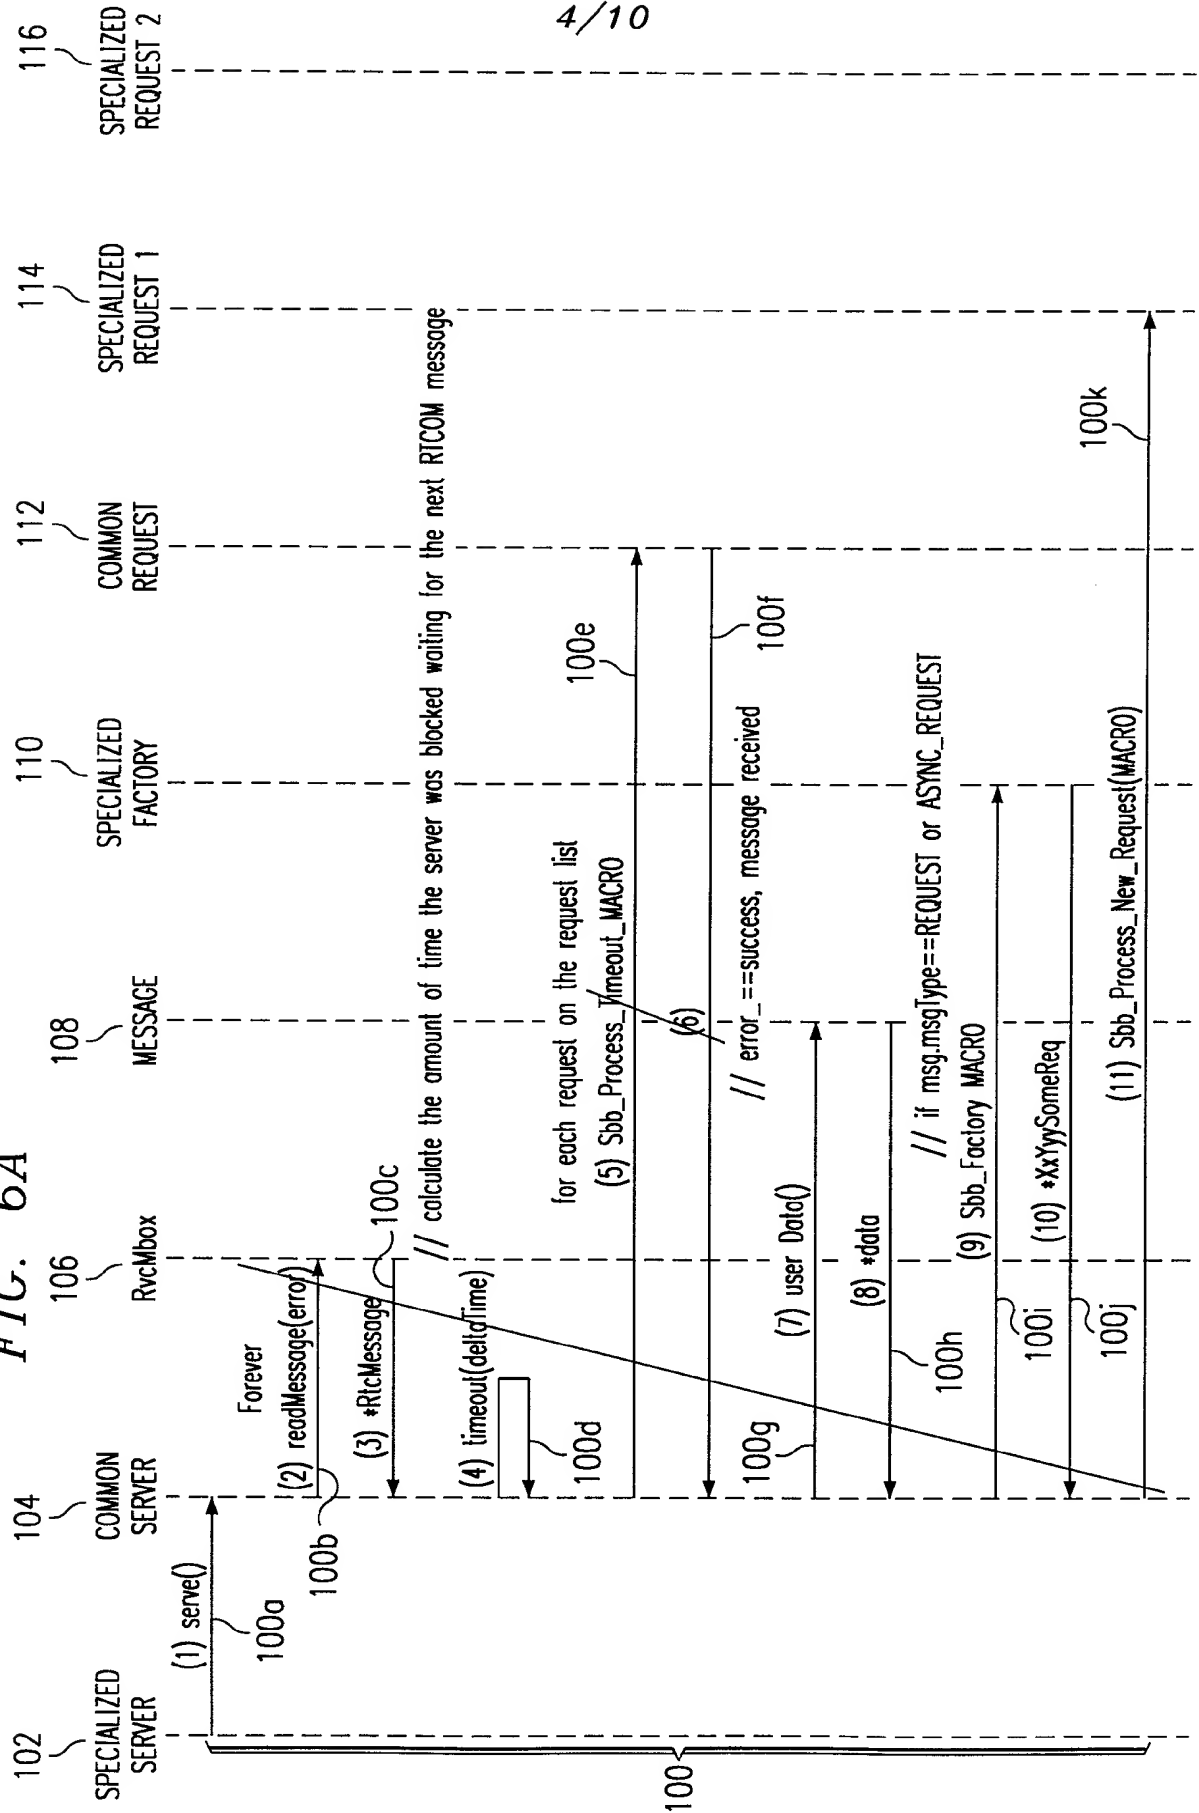 4/10
FIG. 6A
102
SPECIALIZED
SERVER
104
COMMON
SERVER
106
RvcMbox
108
MESSAGE
110
SPECIALIZED
FACTORY
112
COMMON
REQUEST
114
SPECIALIZED
REQUEST 1
116
SPECIALIZED
REQUEST 2
(1) serve()
100a
Forever
(2) readMessage(error)
100b
(3) *RtcMessage
100c
// calculate the amount of time the server was blocked waiting for the next RTCOM message
(4) timeout(deltaTime)
100d
for each request on the request list
(5) Sbb_Process_Timeout_MACRO
100e
(6)
100f
// error_==success, message received
(7) user Data()
100g
(8) *data
100h
// if msg.msgType==REQUEST or ASYNC_REQUEST
(9) Sbb_Factory MACRO
100i
(10) *XxYyySomeReq
100j
(11) Sbb_Process_New_Request(MACRO)
100k
100